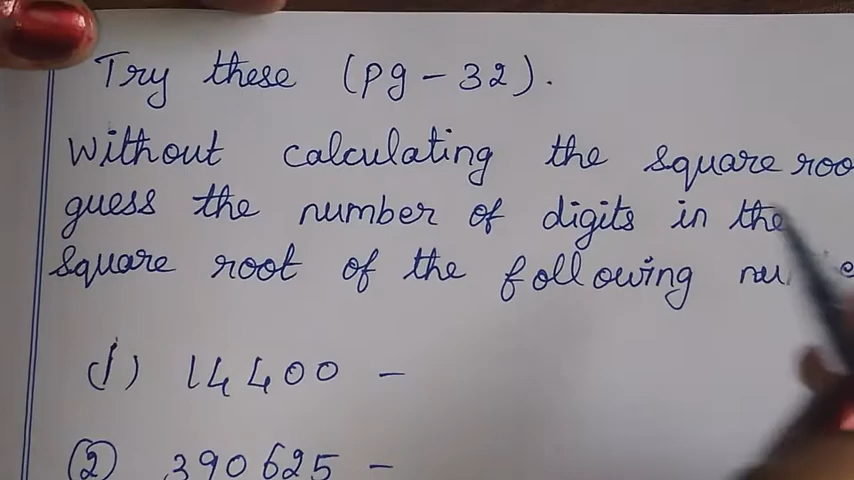 Try these (pg - 32).
Without calculating the square roo
guess the number of digits in the
square root of the following
(1) 14400 -
(2) 390625 -